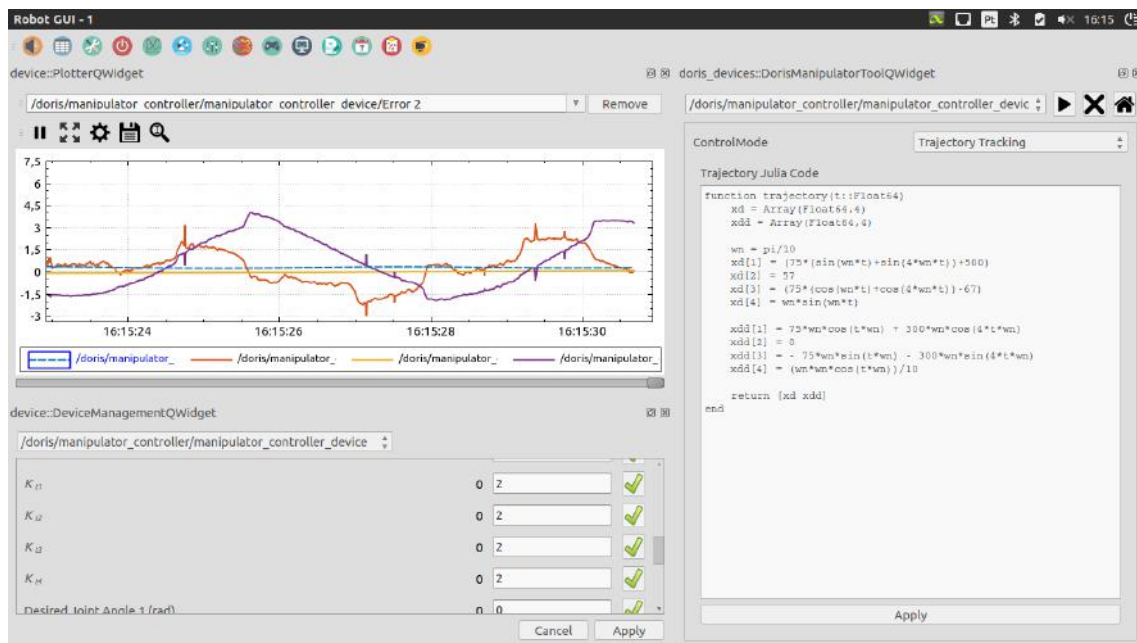 Robot GUI - 1
Pt 16:15
device::PlotterQWidget
/doris/manipulator_controller/manipulator_controller_device/Error 2
Remove
7,5
6
4,5
3
1,5
0
-1,5
-3
16:15:24 16:15:26 16:15:28 16:15:30
/doris/manipulator_ /doris/manipulator_ /doris/manipulator_ /doris/manipulator_
device::DeviceManagementQWidget
/doris/manipulator_controller/manipulator_controller_device
0 2
0 2
0 2
0 2
Desired Joint Angle 1 (rad) 0 0
Cancel Apply
doris_devices::DorisManipulatorToolQWidget
/doris/manipulator_controller/manipulator_controller_devic
ControlMode Trajectory Tracking
Trajectory Julia Code
function trajectory(t::Float64)
xd = Array(Float64,4)
xdd = Array(Float64,4)
wn = pi/10
xd[1] = (75*(sin(wn*t)+sin(4*wn*t))+500)
xd[2] = 57
xd[3] = (75*(cos(wn*t)+cos(4*wn*t))-67)
xd[4] = wn*sin(wn*t)
xdd[1] = 75*wn*cos(t*wn) + 300*wn*cos(4*t*wn)
xdd[2] = 0
xdd[3] = - 75*wn*sin(t*wn) - 300*wn*sin(4*t*wn)
xdd[4] = (wn*wn*cos(t*wn))/10
return [xd xdd]
end
Apply